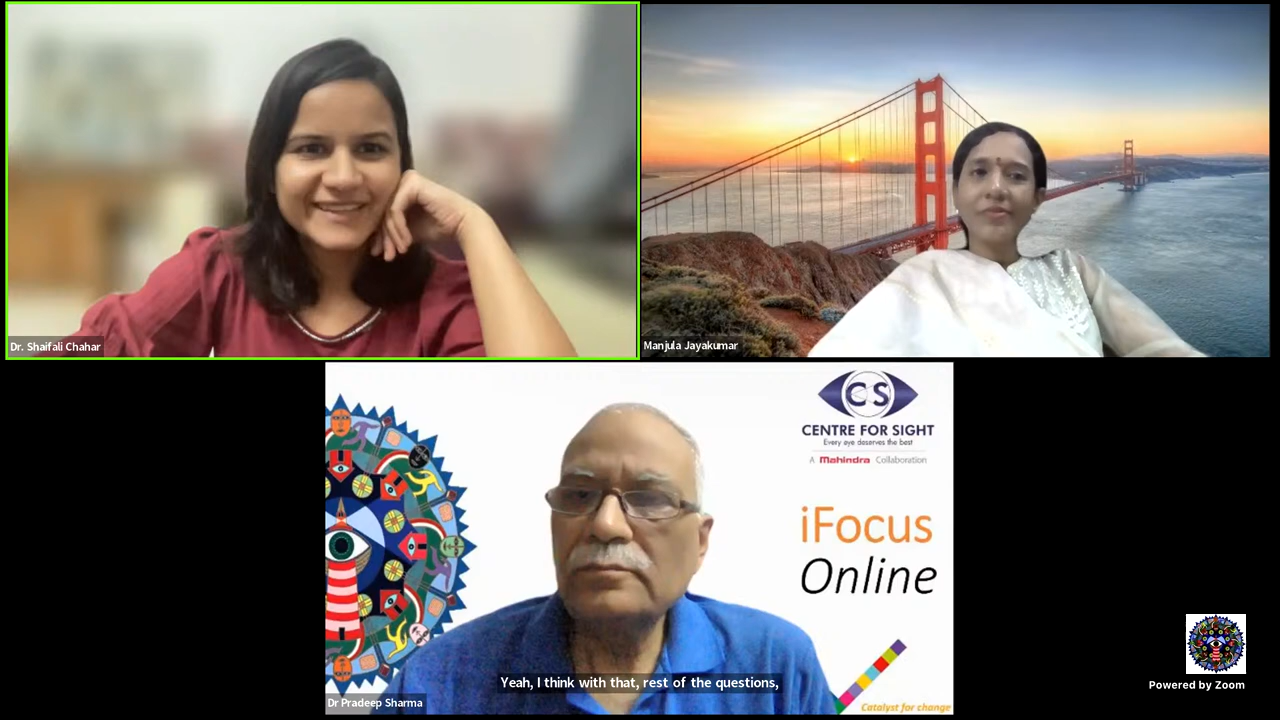 Dr. Shaifali Chahar
Manjula Jayakumar
CS
CENTRE FOR SIGHT
Every eye deserves the best
A Mahindra Collaboration
iFocus
Online
Yeah, I think with that, rest of the questions,
Dr Pradeep Sharma
Catalyst for change
Powered by Zoom